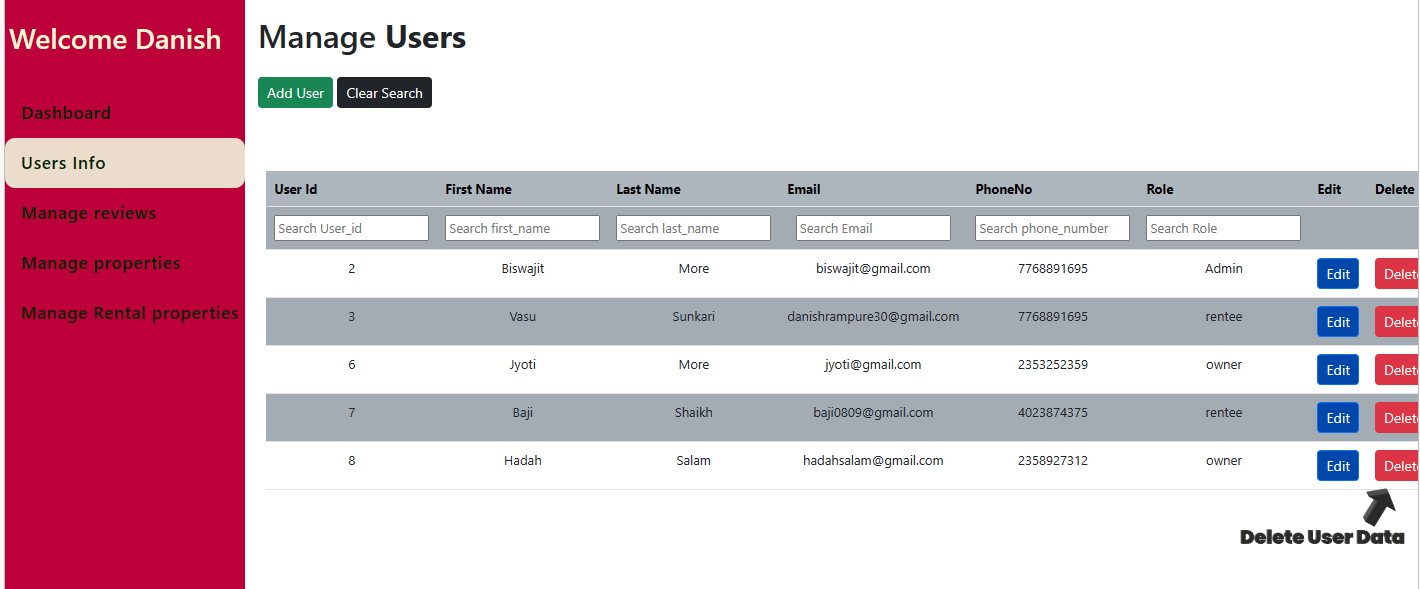 Welcome Danish
Dashboard
Users Info
Manage reviews
Manage properties
Manage Rental properties
Manage Users
Add User Clear Search
User Id First Name Last Name Email PhoneNo Role Edit Delete
Search User_id Search first_name Search last_name Search Email Search phone_number Search Role
2 Biswajit More biswajit@gmail.com 7768891695 Admin Edit Delete
3 Vasu Sunkari danishrampure30@gmail.com 7768891695 rentee Edit Delete
6 Jyoti More jyoti@gmail.com 2353252359 owner Edit Delete
7 Baji Shaikh baji0809@gmail.com 4023874375 rentee Edit Delete
8 Hadah Salam hadahsalam@gmail.com 2358927312 owner Edit Delete
Delete User Data